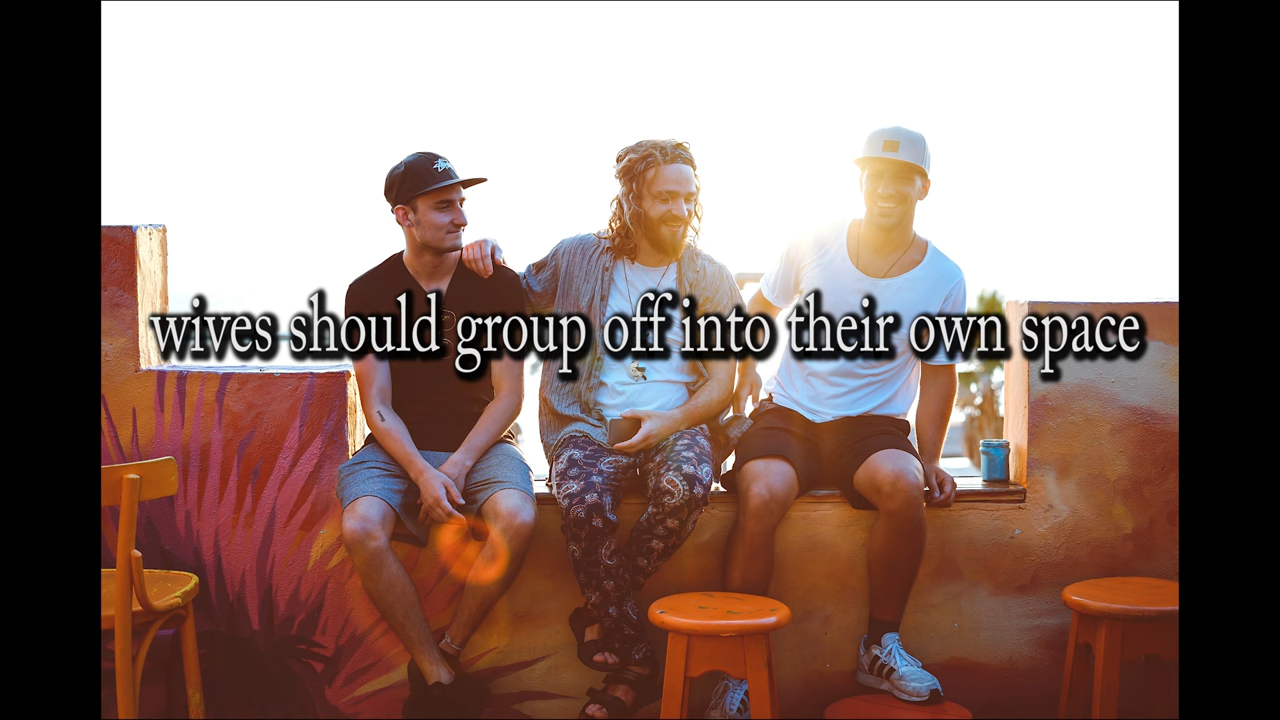 wives should group off into their own space